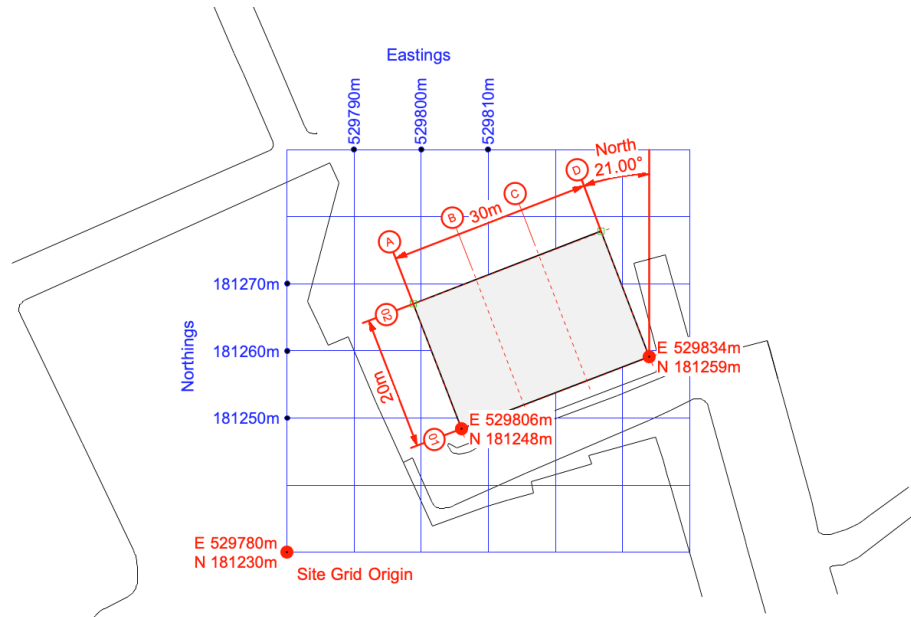 Eastings
529790m
529800m
529810m
North
21.00°
D
C
30m
B
A
181270m
02
Northings
181260m
E 529834m
N 181259m
20m
181250m
E 529806m
N 181248m
01
E 529780m
N 181230m
Site Grid Origin